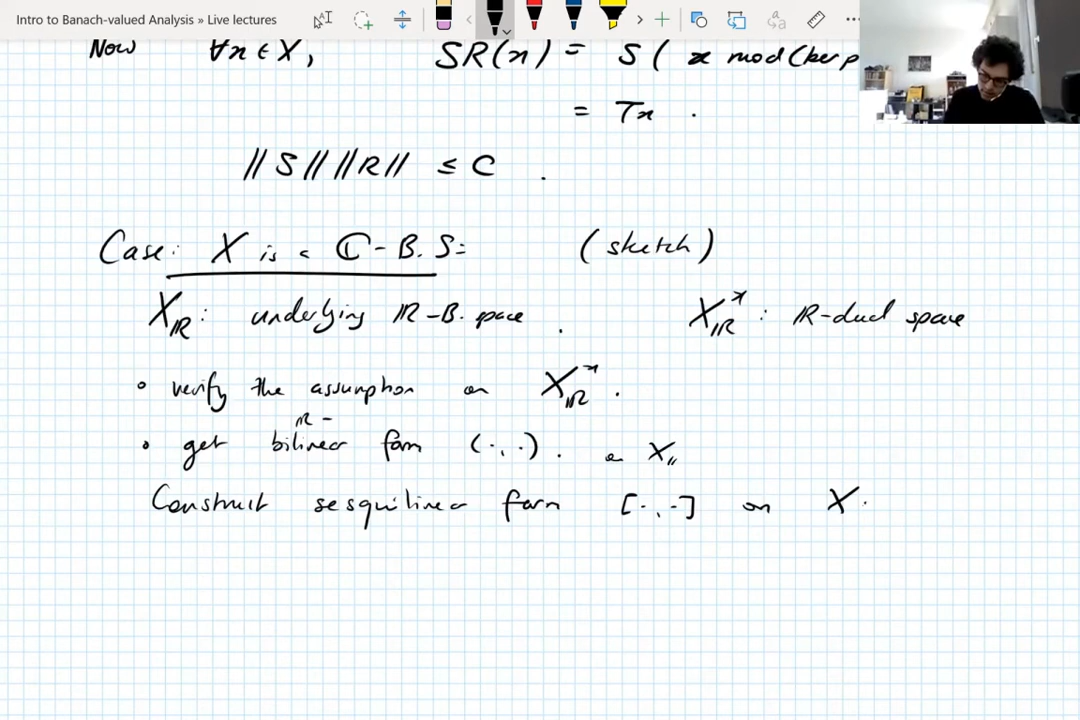 Intro to Banach-valued Analysis » Live lectures
Now ∀x ∈ X, SR(x) = S( x mod(ker ρ
= Tx .
||S|| ||R|| ≤ C .
Case: X is a ℂ-B.S: (sketch)
X_ℝ: underlying ℝ-B. space . X_ℝ^*: ℝ-dual space
• verify the assumption on X_ℝ^* .
ℝ-
• get bilinear form (·,·) . on X_ℝ
Construct sesquilinear form [·,·] on X.